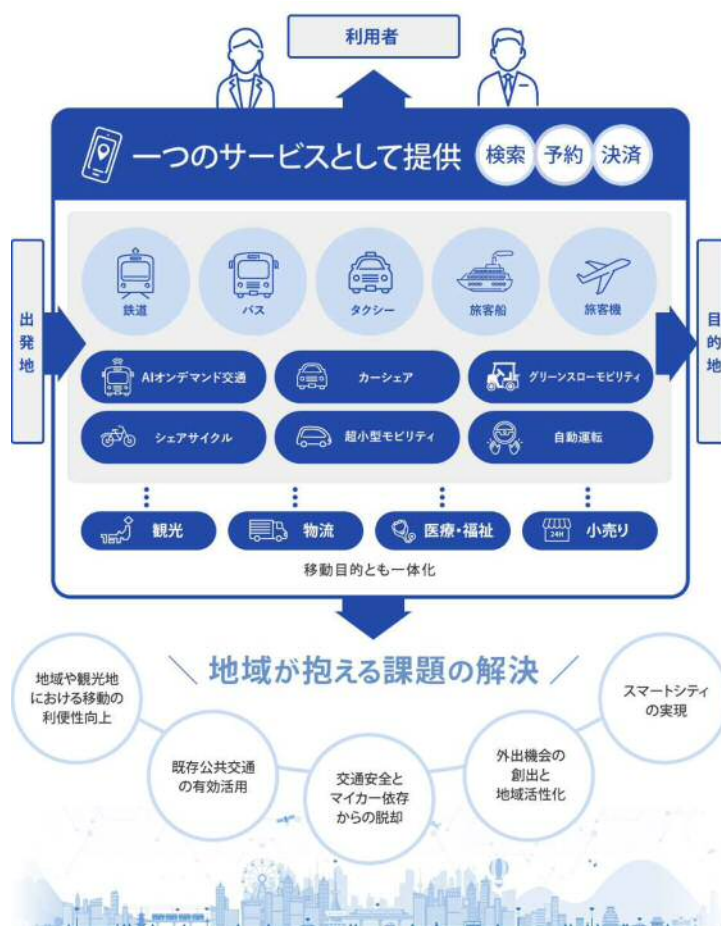 利用者
一つのサービスとして提供 検索 予約 決済
出発地
目的地
鉄道 バス タクシー 旅客船 旅客機
AIオンデマンド交通 カーシェア グリーンスローモビリティ
シェアサイクル 超小型モビリティ 自動運転
観光 物流 医療・福祉 24H 小売り
移動目的とも一体化
地域が抱える課題の解決
地域や観光地
における移動の
利便性向上
既存公共交通
の有効活用
交通安全と
マイカー依存
からの脱却
外出機会の
創出と
地域活性化
スマートシティ
の実現